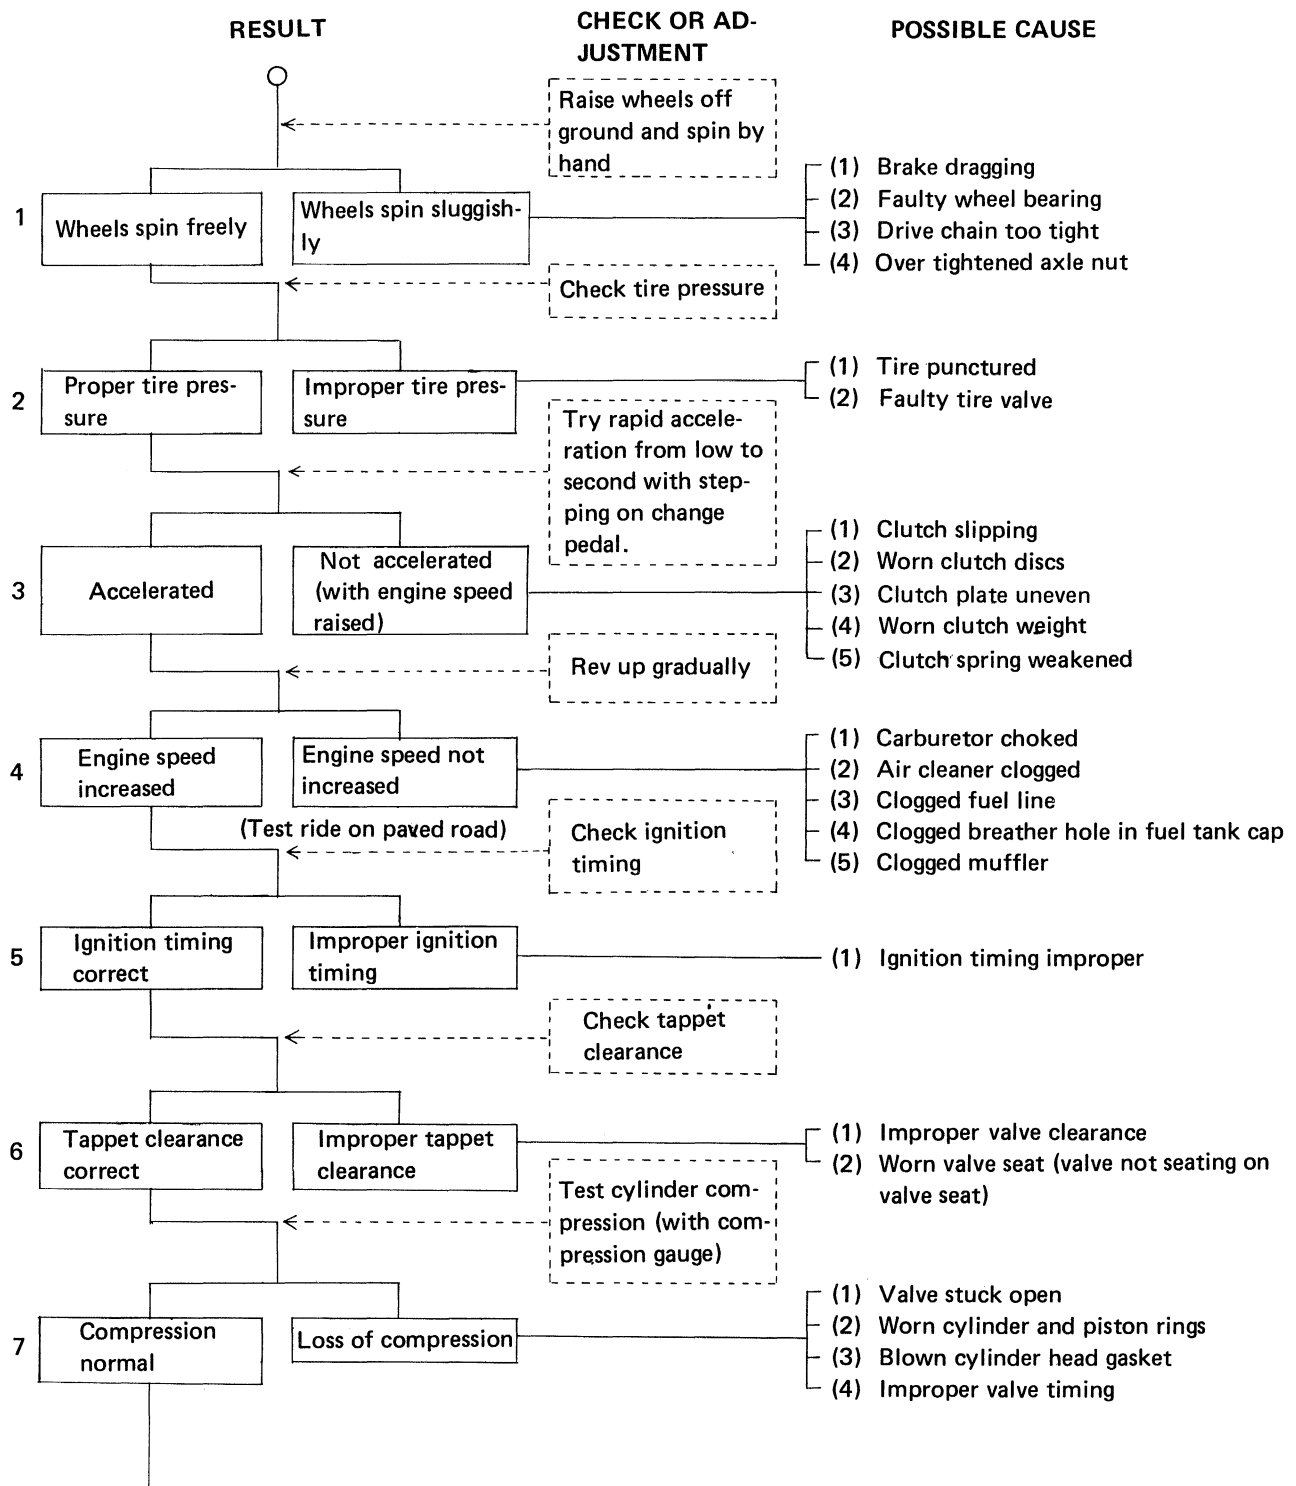 RESULT
CHECK OR AD-
JUSTMENT
POSSIBLE CAUSE
Raise wheels off
ground and spin by
hand
1
Wheels spin freely
Wheels spin sluggish-
ly
(1) Brake dragging
(2) Faulty wheel bearing
(3) Drive chain too tight
(4) Over tightened axle nut
Check tire pressure
2
Proper tire pres-
sure
Improper tire pres-
sure
(1) Tire punctured
(2) Faulty tire valve
Try rapid accele-
ration from low to
second with step-
ping on change
pedal.
3
Accelerated
Not accelerated
(with engine speed
raised)
(1) Clutch slipping
(2) Worn clutch discs
(3) Clutch plate uneven
(4) Worn clutch weight
(5) Clutch spring weakened
Rev up gradually
4
Engine speed
increased
Engine speed not
increased
(1) Carburetor choked
(2) Air cleaner clogged
(3) Clogged fuel line
(4) Clogged breather hole in fuel tank cap
(5) Clogged muffler
(Test ride on paved road)
Check ignition
timing
5
Ignition timing
correct
Improper ignition
timing
(1) Ignition timing improper
Check tappet
clearance
6
Tappet clearance
correct
Improper tappet
clearance
(1) Improper valve clearance
(2) Worn valve seat (valve not seating on
valve seat)
Test cylinder com-
pression (with com-
pression gauge)
7
Compression
normal
Loss of compression
(1) Valve stuck open
(2) Worn cylinder and piston rings
(3) Blown cylinder head gasket
(4) Improper valve timing